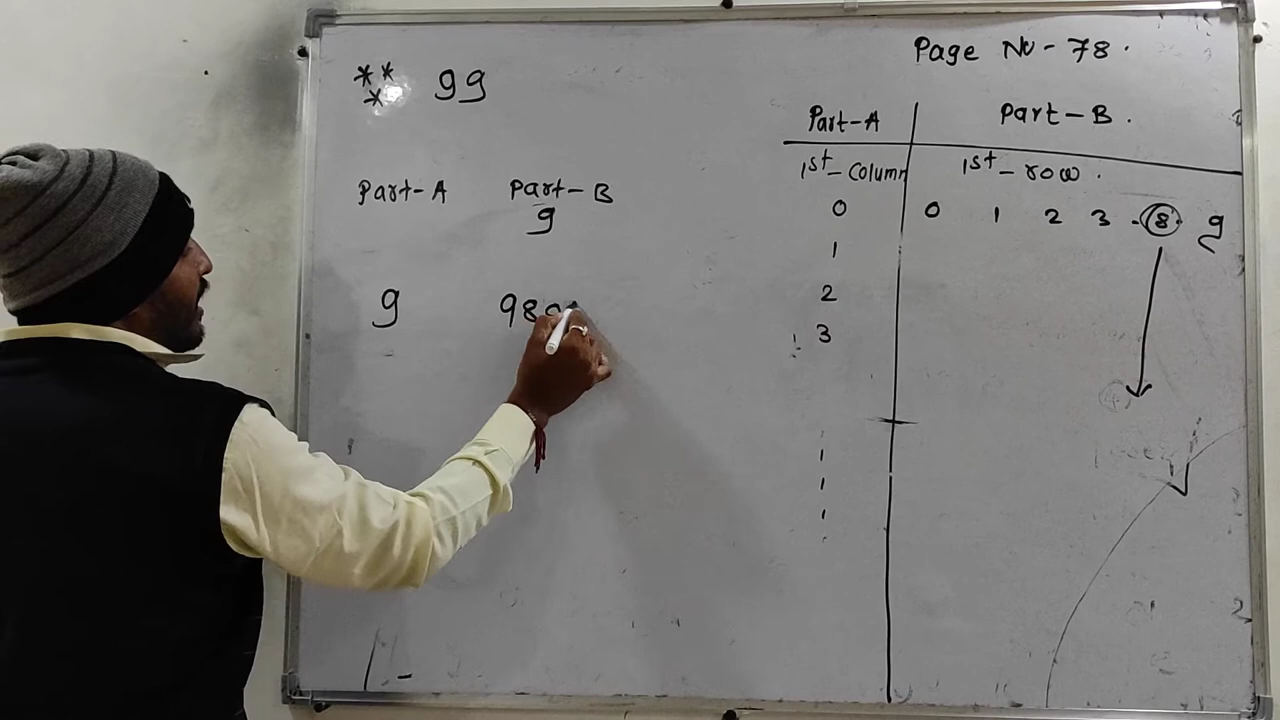 Page No - 78.
** 99
*
Part-A Part-B
9
9 980
Part-A Part-B.
1st-Column 1st-row.
0 0 1 2 3 - 8 - 9
1
2
3